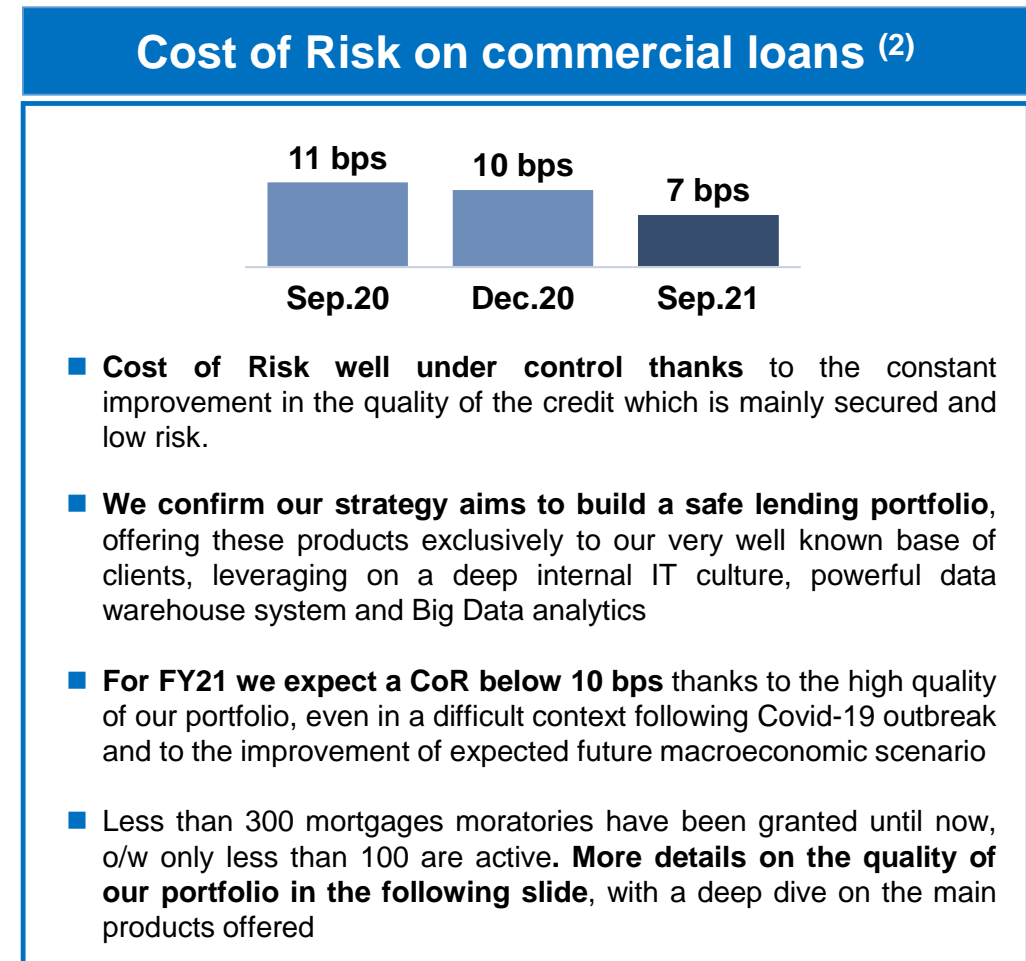 Cost of Risk on commercial loans (2)
11 bps
10 bps
7 bps
Sep.20
Dec.20
Sep.21
Cost of Risk well under control thanks to the constant
improvement in the quality of the credit which is mainly secured and
low risk.
We confirm our strategy aims to build a safe lending portfolio,
offering these products exclusively to our very well known base of
clients, leveraging on a deep internal IT culture, powerful data
warehouse system and Big Data analytics
For FY21 we expect a CoR below 10 bps thanks to the high quality
of our portfolio, even in a difficult context following Covid-19 outbreak
and to the improvement of expected future macroeconomic scenario
Less than 300 mortgages moratories have been granted until now,
o/w only less than 100 are active. More details on the quality of
our portfolio in the following slide, with a deep dive on the main
products offered